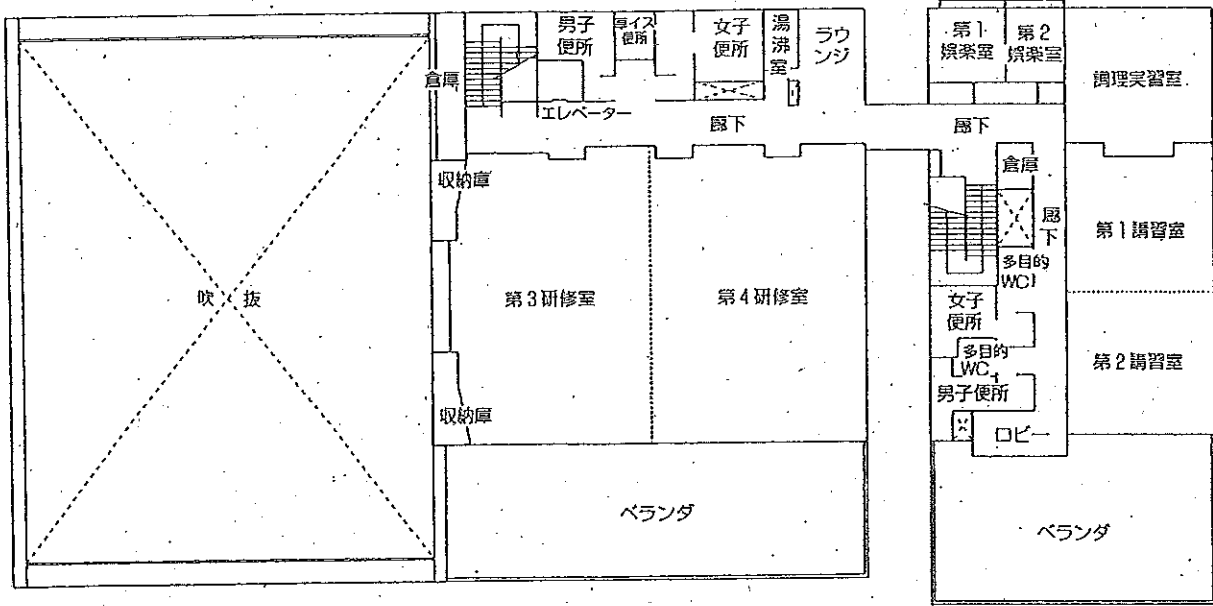 男子
便所
車イス
便所
女子
便所
湯
沸
室
ラウ
ンジ
第1
娯楽室
第2
娯楽室
調理実習室
倉庫
エレベーター
廊下
廊下
収納庫
倉庫
廊
下
第1講習室
多目的
WC
吹 抜
第3研修室
第4研修室
女子
便所
多目的
WC
男子便所
第2講習室
収納庫
ロビー
ベランダ
ベランダ